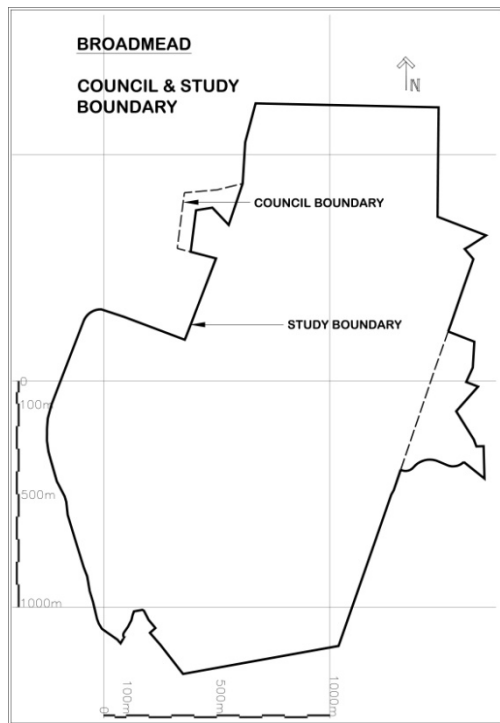 BROADMEAD
COUNCIL & STUDY
BOUNDARY
N
COUNCIL BOUNDARY
STUDY BOUNDARY
0
100m
500m
1000m
0
100m
500m
1000m